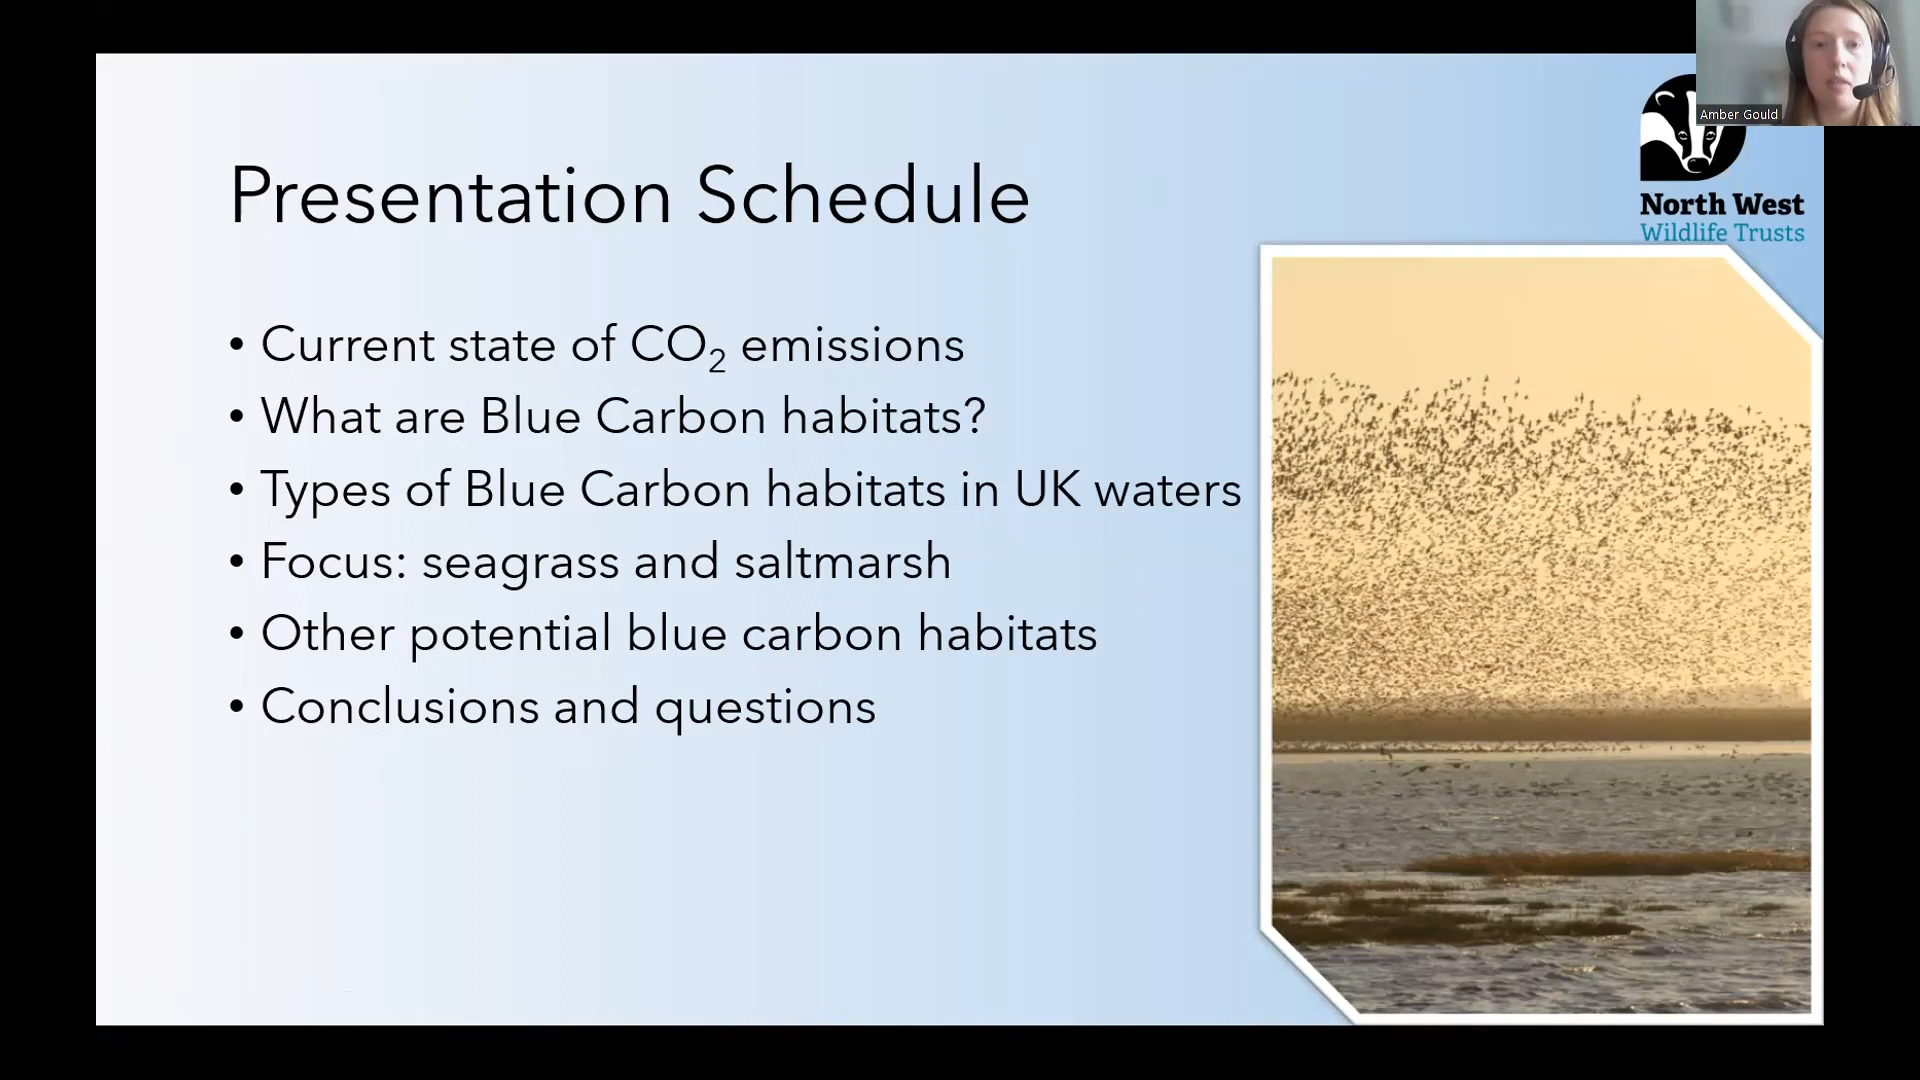 Amber Gould
North West
Wildlife Trusts
Presentation Schedule
• Current state of CO₂ emissions
• What are Blue Carbon habitats?
• Types of Blue Carbon habitats in UK waters
• Focus: seagrass and saltmarsh
• Other potential blue carbon habitats
• Conclusions and questions